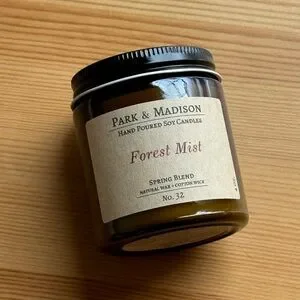 PARK & MADISON
HAND POURED SOY CANDLES
Forest Mist
SPRING BLEND
NATURAL WAX • COTTON WICK
No. 32